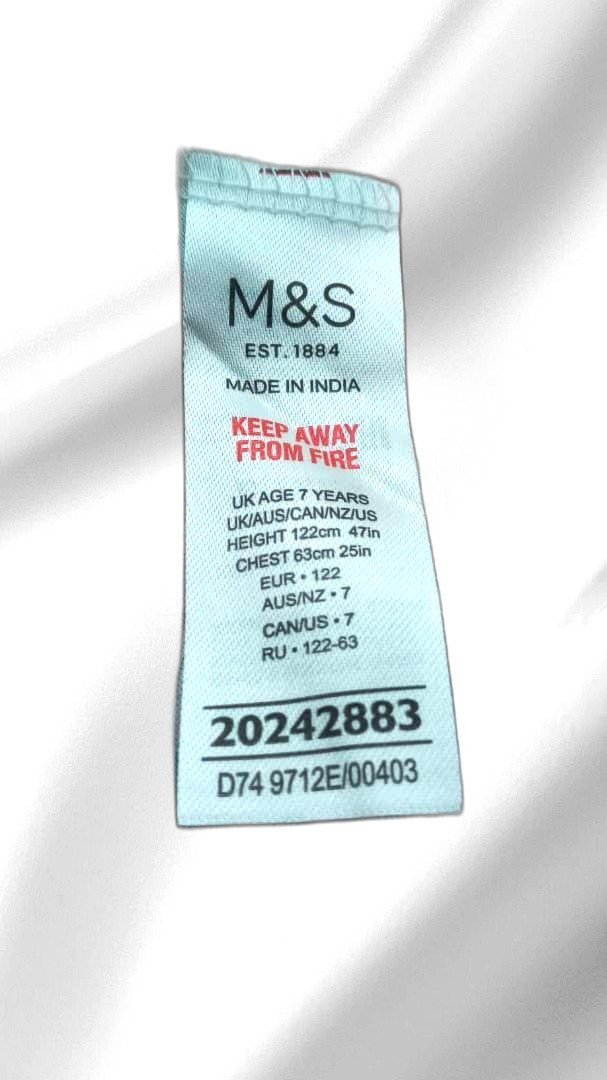 M&S
EST. 1884
MADE IN INDIA
KEEP AWAY
FROM FIRE
UK AGE 7 YEARS
UK/AUS/CAN/NZ/US
HEIGHT 122cm 47in
CHEST 63cm 25in
EUR • 122
AUS/NZ • 7
CAN/US • 7
RU • 122-63
20242883
D74 9712E/00403